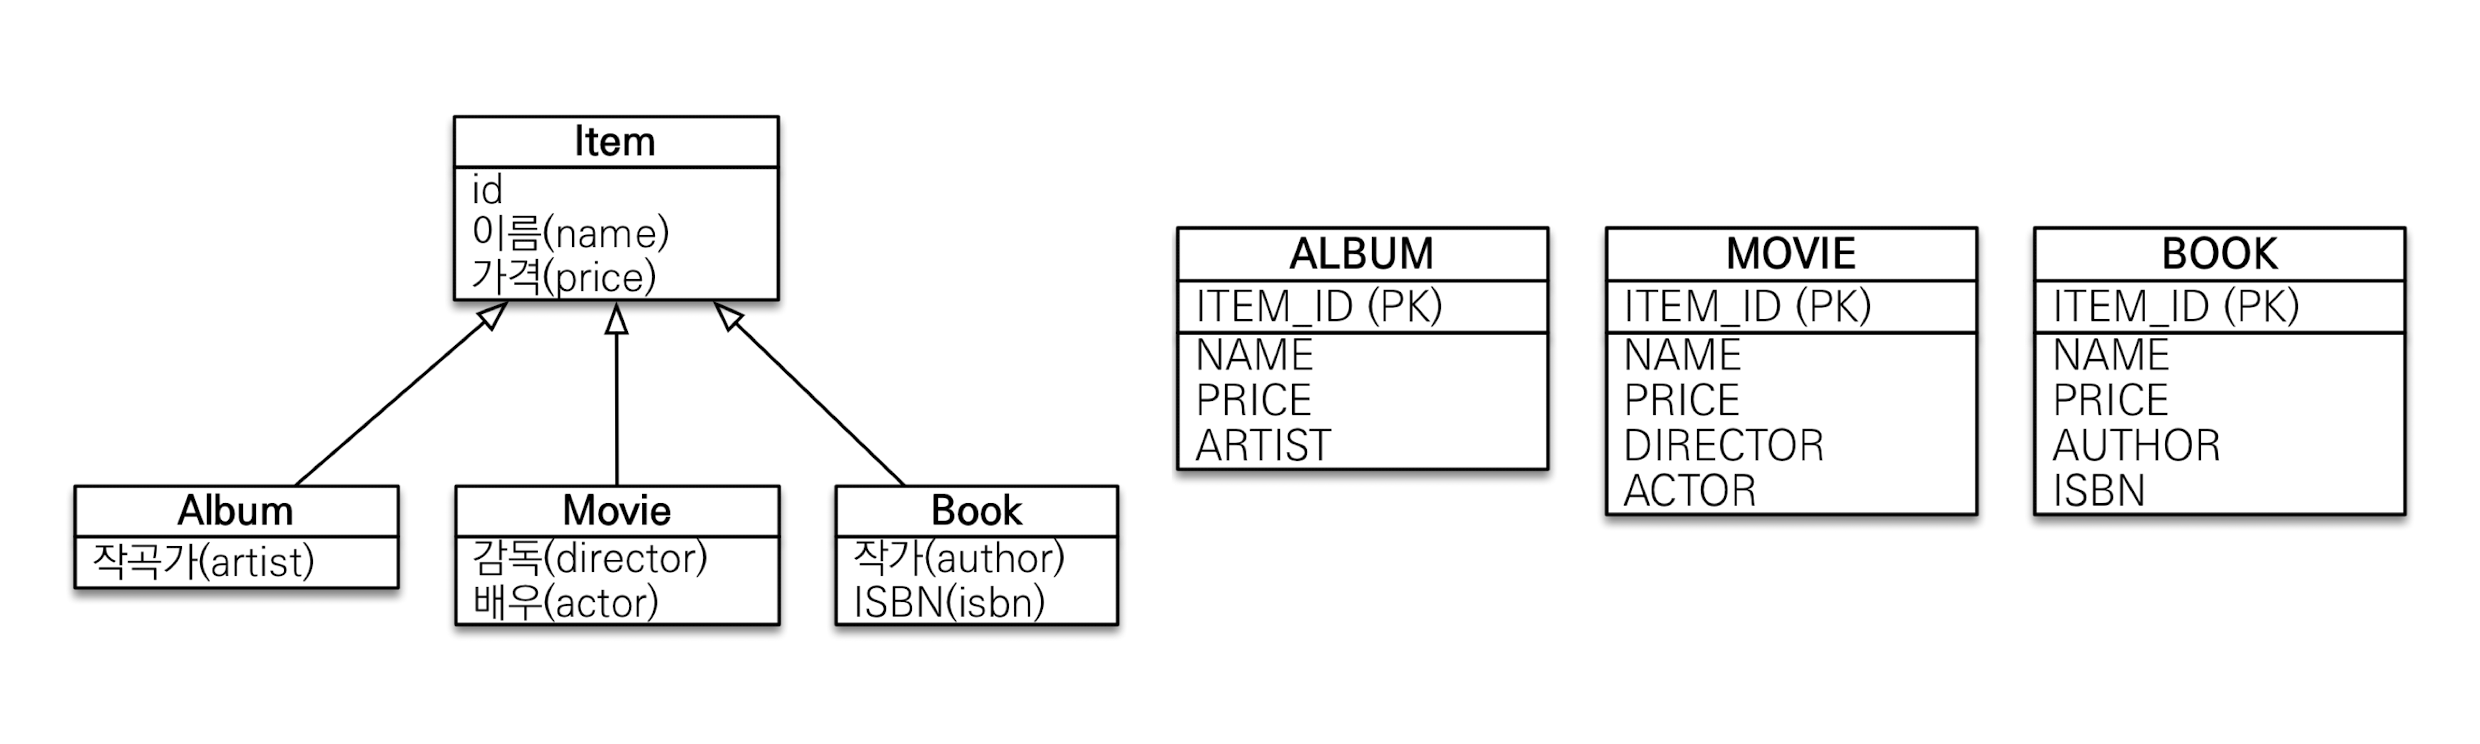 Item
id
이름(name)
가격(price)
Album
작곡가(artist)
Movie
감독(director)
배우(actor)
Book
작가(author)
ISBN(isbn)
ALBUM
ITEM_ID (PK)
NAME
PRICE
ARTIST
MOVIE
ITEM_ID (PK)
NAME
PRICE
DIRECTOR
ACTOR
BOOK
ITEM_ID (PK)
NAME
PRICE
AUTHOR
ISBN